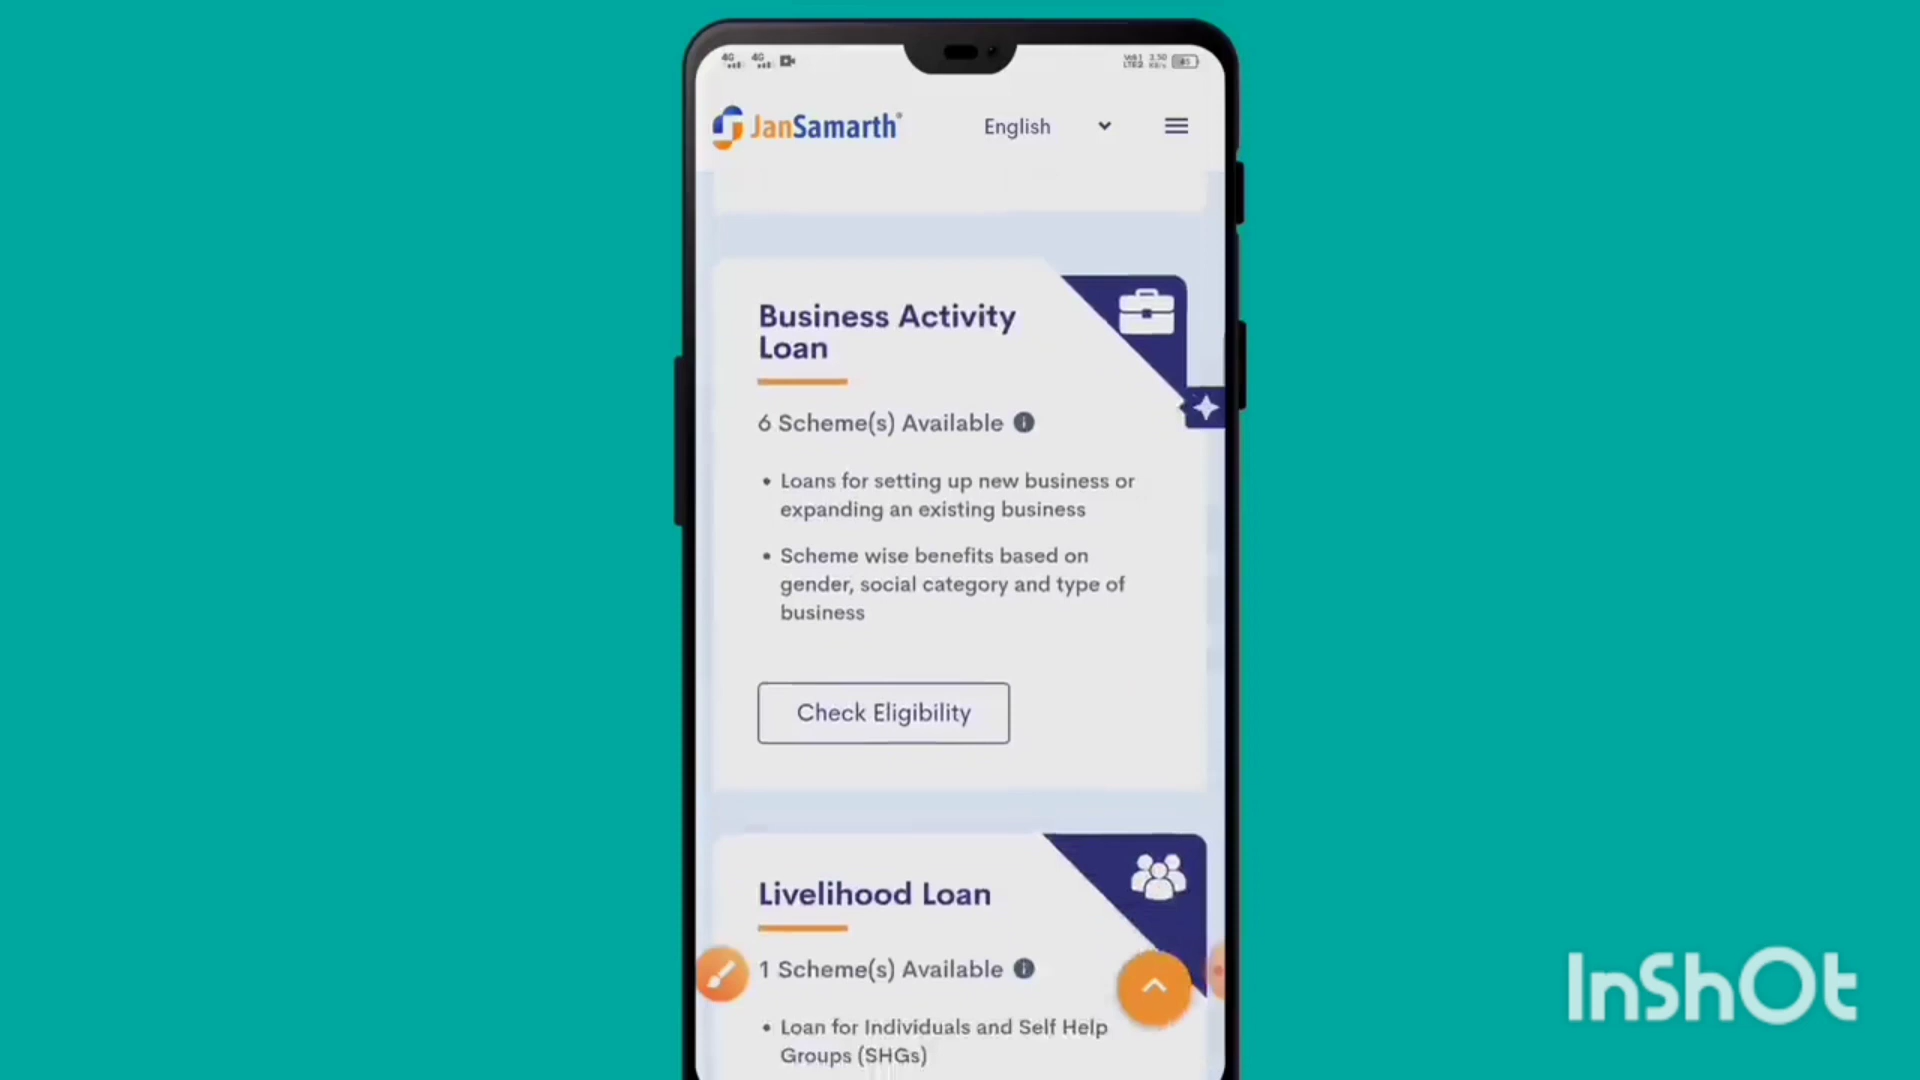 4G 4G
JanSamarth
English
Business Activity
Loan
6 Scheme(s) Available
• Loans for setting up new business or
expanding an existing business
• Scheme wise benefits based on
gender, social category and type of
business
Check Eligibility
Livelihood Loan
1 Scheme(s) Available
• Loan for Individuals and Self Help
Groups (SHGs)
InShOt